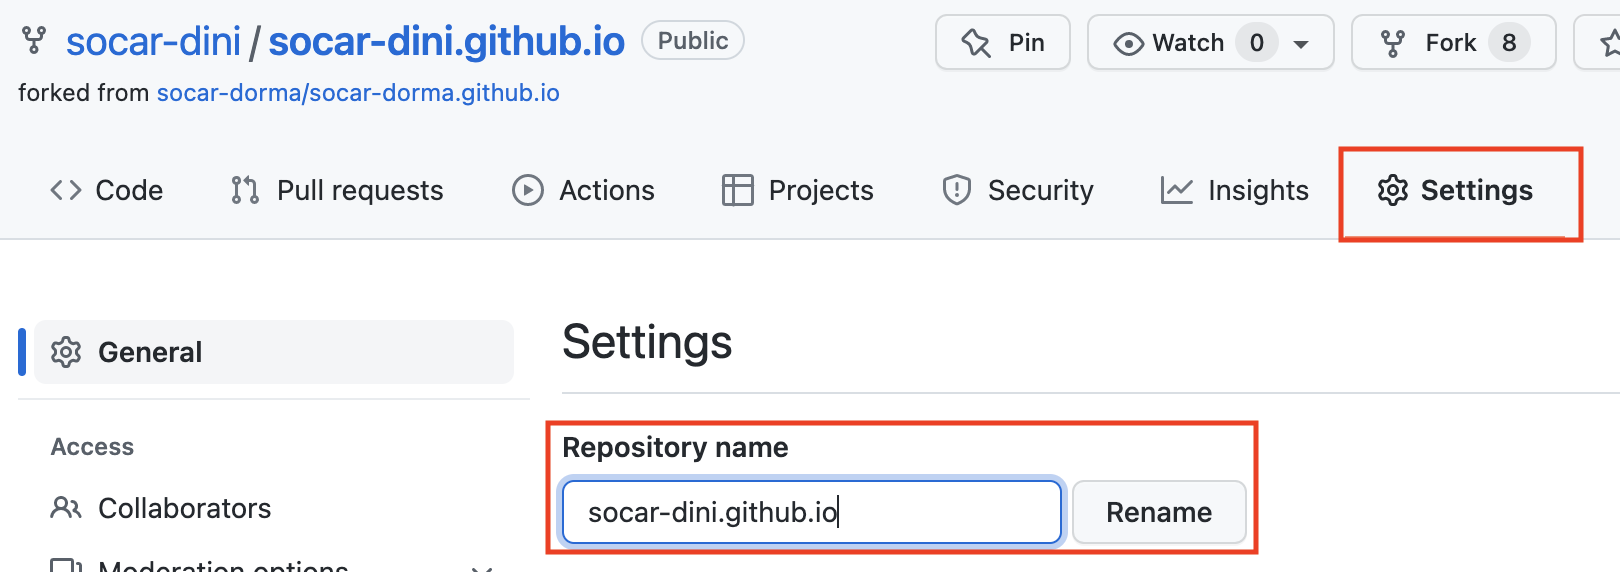 socar-dini / socar-dini.github.io Public Pin Watch 0 Fork 8
forked from socar-dorma/socar-dorma.github.io
Code Pull requests Actions Projects Security Insights Settings
General
Settings
Access
Repository name
Collaborators
socar-dini.github.io Rename
Moderation options